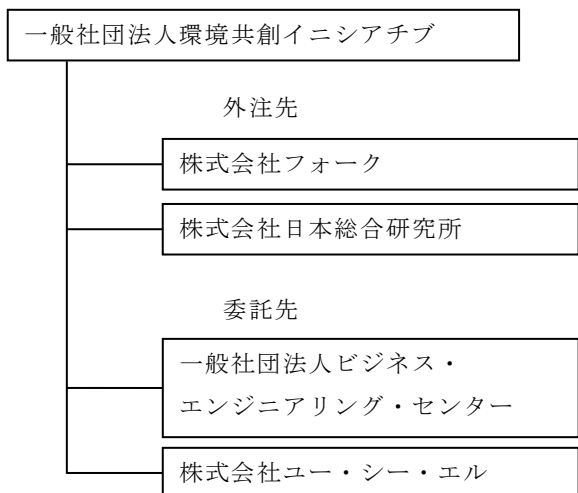 一般社団法人環境共創イニシアチブ
外注先
株式会社フォーク
株式会社日本総合研究所
委託先
一般社団法人ビジネス・
エンジニアリング・センター
株式会社ユー・シー・エル